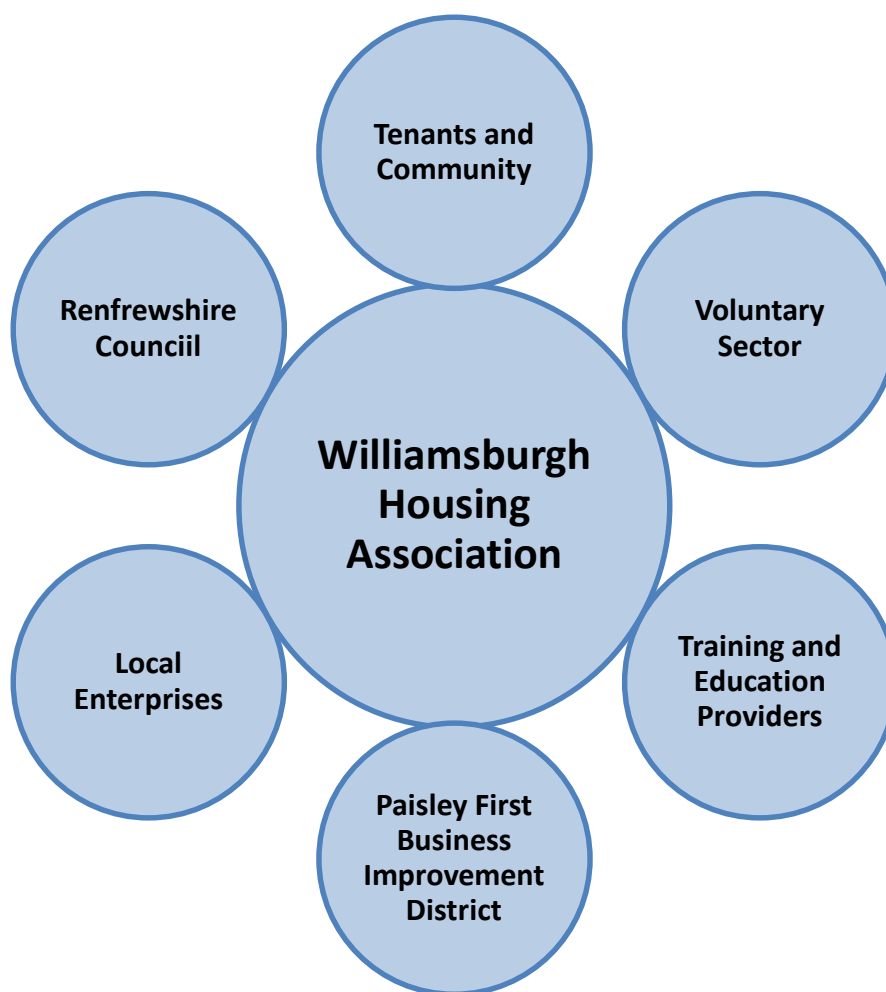 Tenants and
Community
Renfrewshire
Counciil
Voluntary
Sector
Williamsburgh
Housing
Association
Local
Enterprises
Training and
Education
Providers
Paisley First
Business
Improvement
District